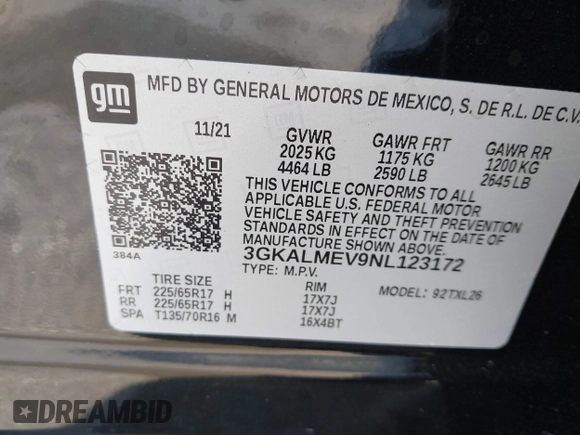 gm
MFD BY GENERAL MOTORS DE MEXICO, S. DE R.L. DE C.V.
11/21 GVWR GAWR FRT GAWR RR
2025 KG 1175 KG 1200 KG
4464 LB 2590 LB 2645 LB
THIS VEHICLE CONFORMS TO ALL
APPLICABLE U.S. FEDERAL MOTOR
VEHICLE SAFETY AND THEFT PREVENTION
STANDARDS IN EFFECT ON THE DATE OF
MANUFACTURE SHOWN ABOVE.
384A
3GKALMEV9NL123172
TYPE: M.P.V.
TIRE SIZE RIM MODEL: 92TXL26
FRT 225/65R17 H 17X7J
RR 225/65R17 H 17X7J
SPA T135/70R16 M 16X4BT
DREAMBID